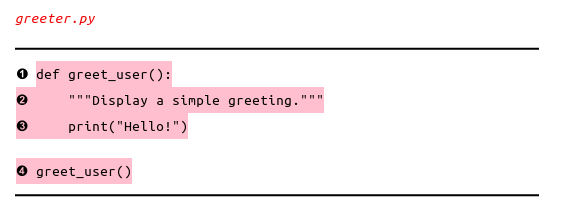 greeter.py
❶ def greet_user():
❷     """Display a simple greeting."""
❸     print("Hello!")
❹ greet_user()